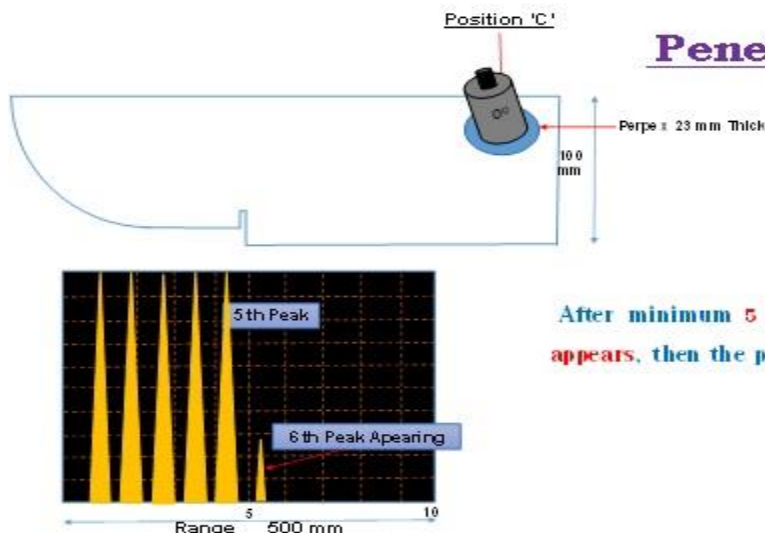 Position 'C'
Pene
Perpex 23 mm Thick
100
mm
5th Peak
After minimum 5
appears, then the p
6th Peak Apearing
5
10
Range 500 mm